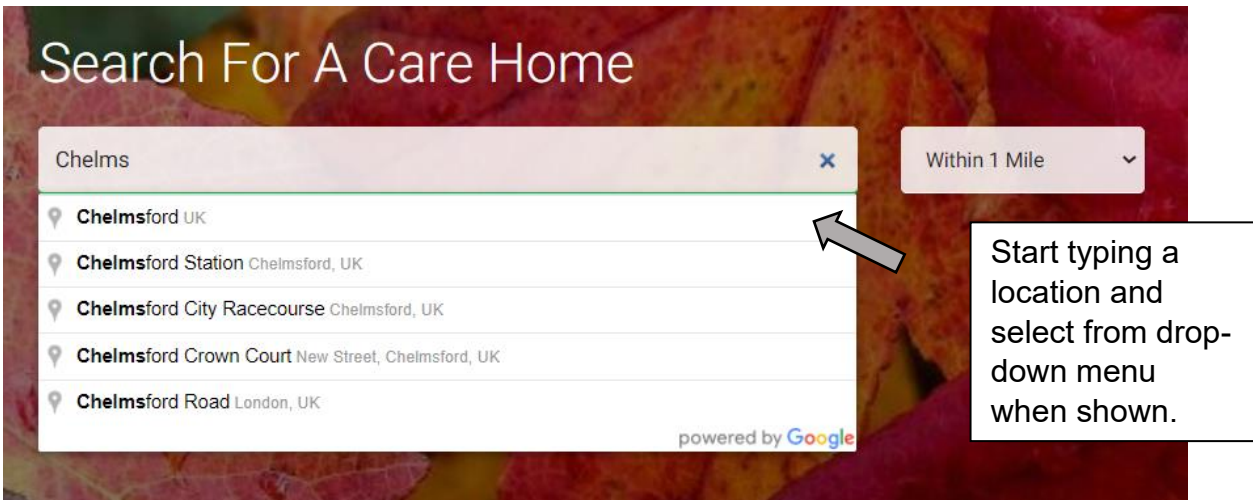 Search For A Care Home
Chelms
Within 1 Mile
Chelmsford UK
Chelmsford Station Chelmsford, UK
Chelmsford City Racecourse Chelmsford, UK
Chelmsford Crown Court New Street, Chelmsford, UK
Chelmsford Road London, UK
powered by Google
Start typing a
location and
select from drop-
down menu
when shown.